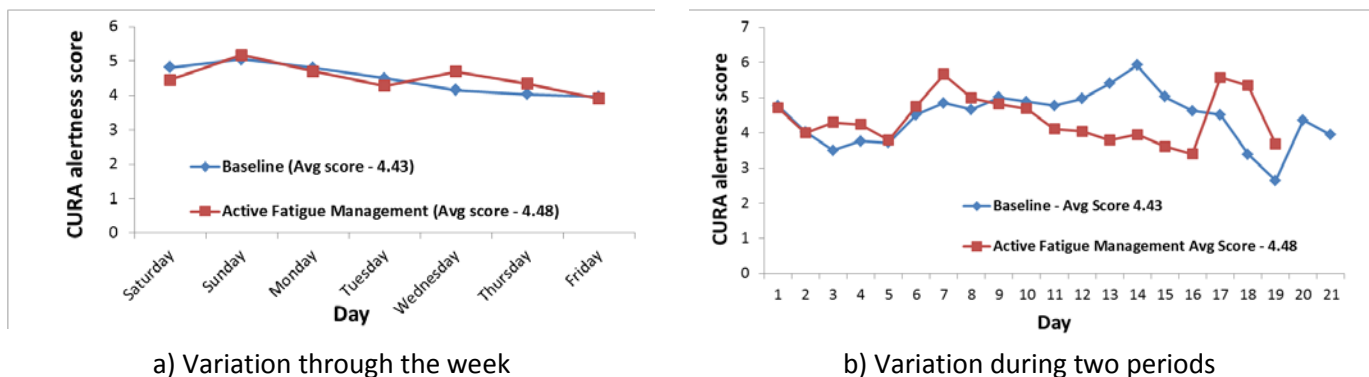 6
5
4
3
2
1
0
CURA alertness score
Baseline (Avg score - 4.43)
Active Fatigue Management (Avg score - 4.48)
Saturday
Sunday
Monday
Tuesday
Wednesday
Thursday
Friday
Day
a) Variation through the week
7
6
5
4
3
2
1
0
CURA alertness score
Baseline - Avg Score 4.43
Active Fatigue Management Avg Score - 4.48
1 2 3 4 5 6 7 8 9 10 11 12 13 14 15 16 17 18 19 20 21
Day
b) Variation during two periods